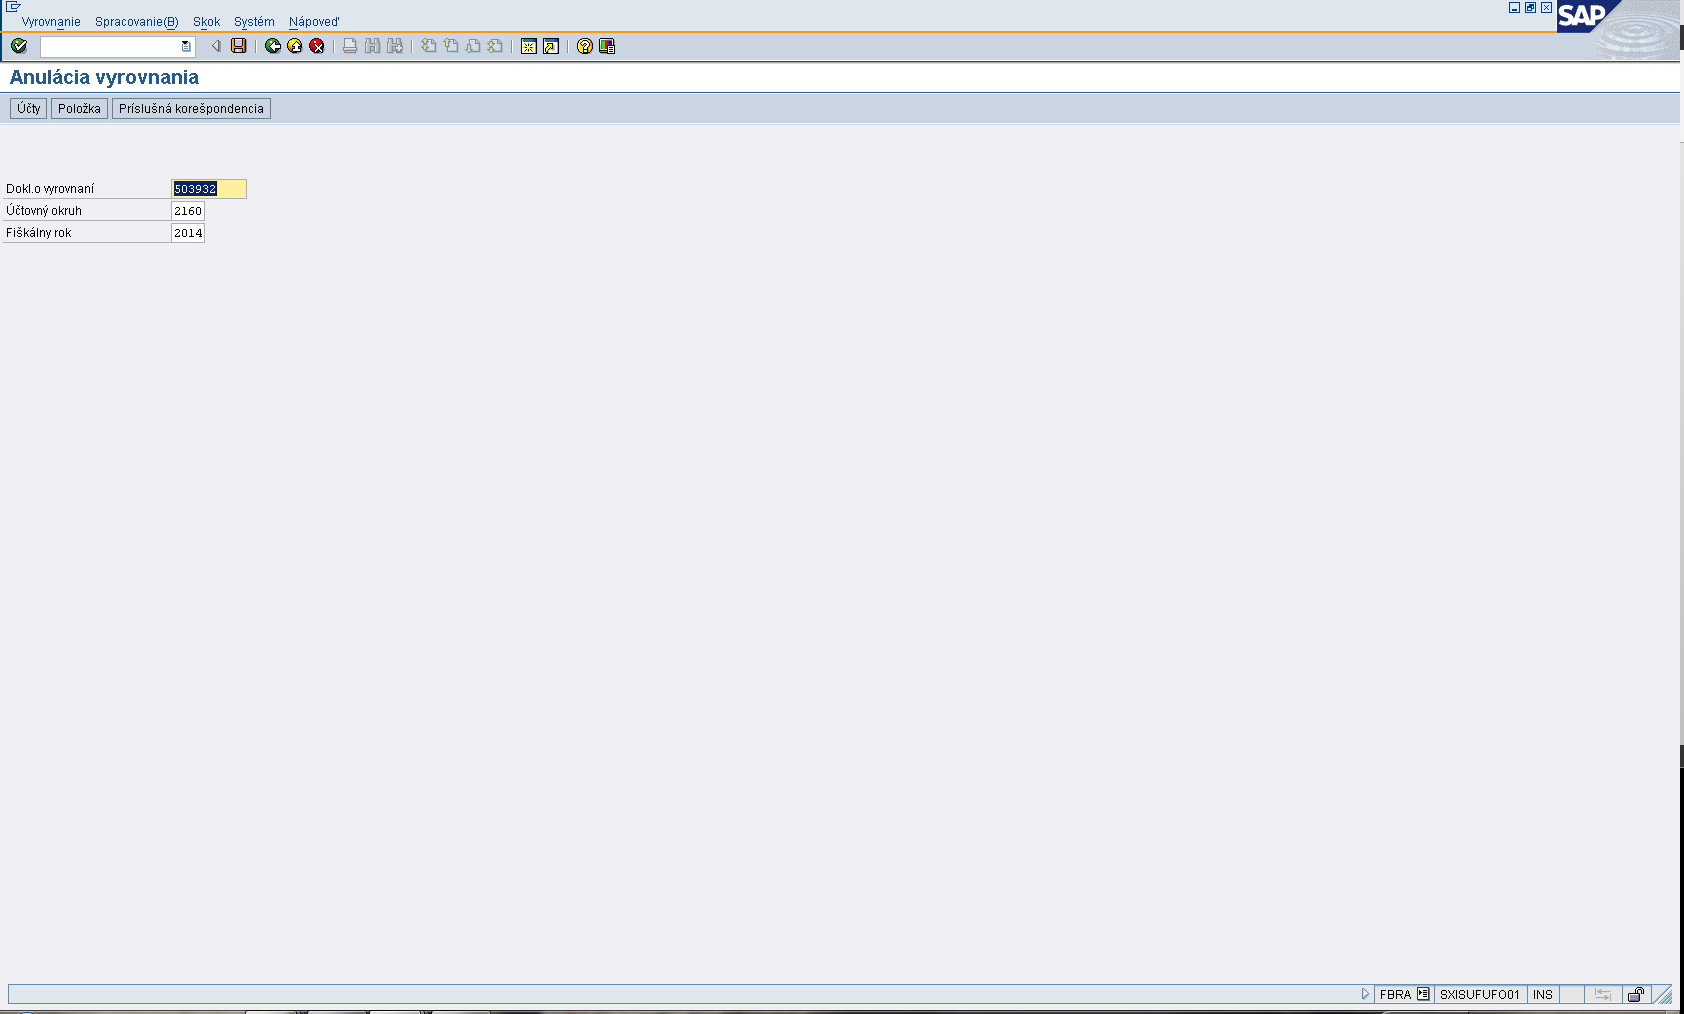 Vyrovnanie Spracovanie(B) Skok Systém Nápoveď
SAP
Anulácia vyrovnania
Účty Položka Príslušná korešpondencia
Dokl.o vyrovnaní 503932
Účtovný okruh 2160
Fiškálny rok 2014
FBRA SXISUFUFO01 INS